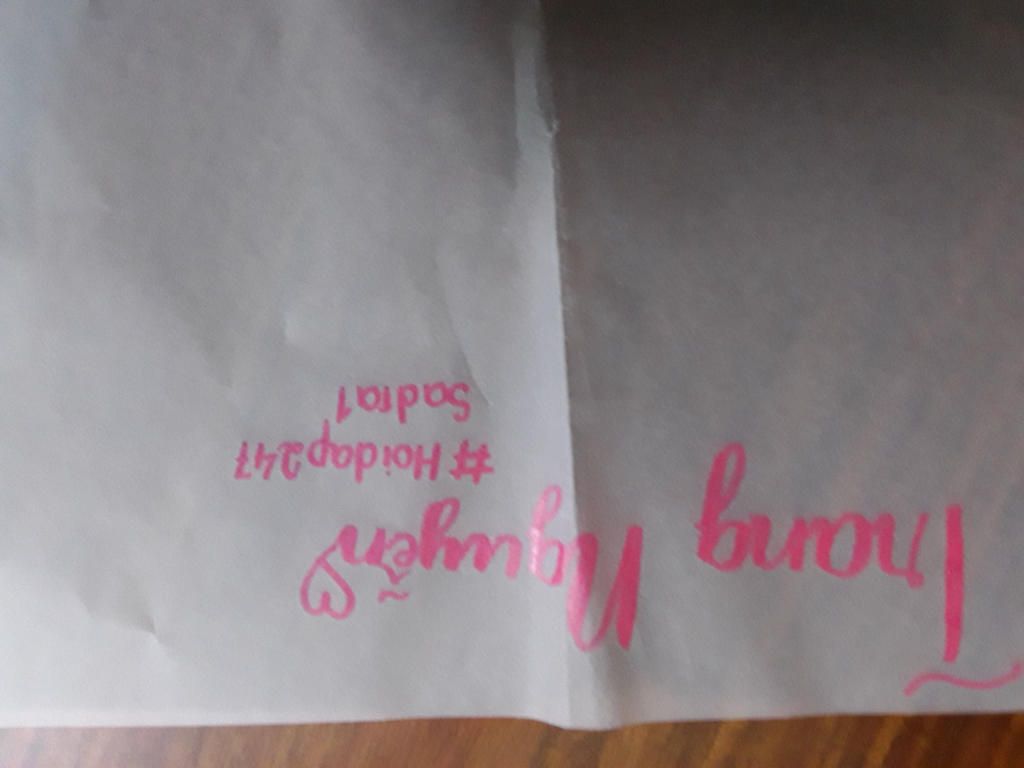 Trang Nguyễn
#Hoidap247
Sadra1